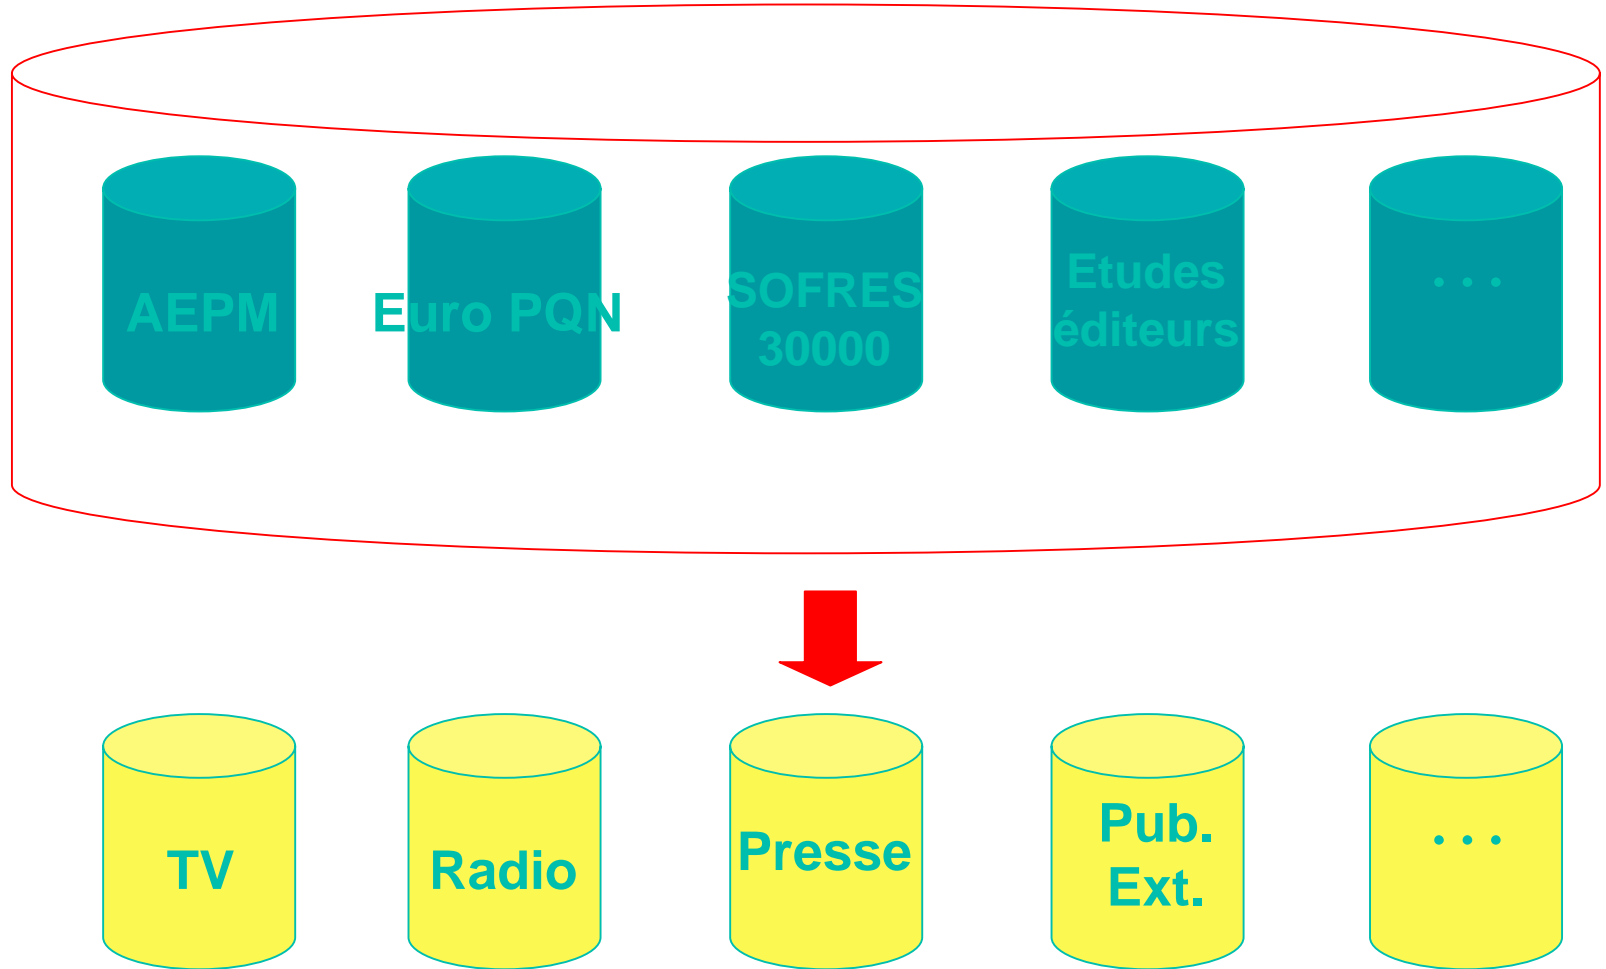 AEPM
Euro PQN
SOFRES
30000
Etudes
éditeurs
. . .
TV
Radio
Presse
Pub.
Ext.
. . .